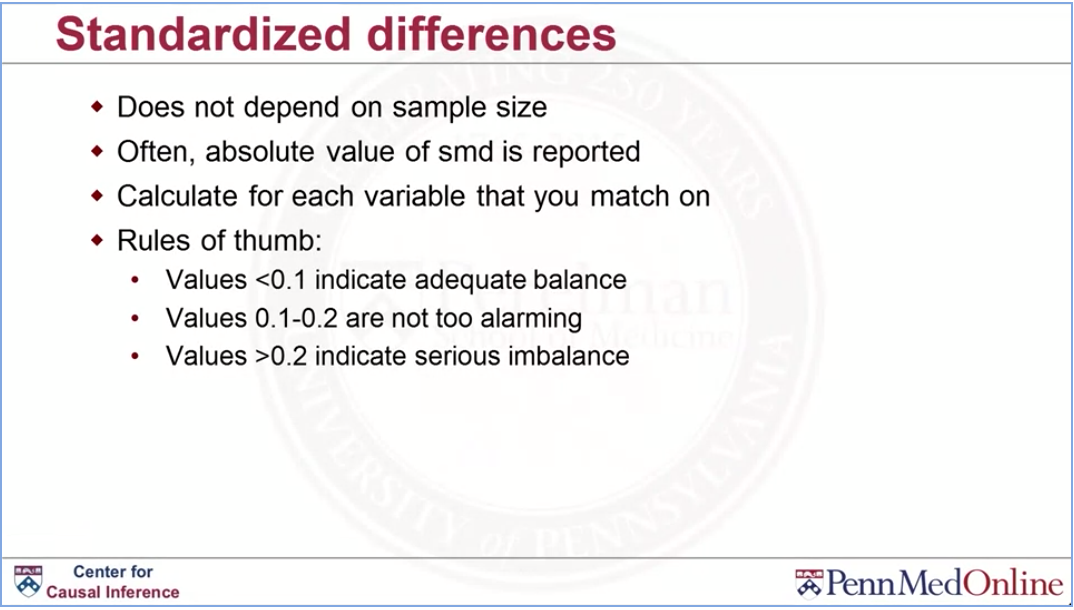 Standardized differences
Does not depend on sample size
Often, absolute value of smd is reported
Calculate for each variable that you match on
Rules of thumb:
Values <0.1 indicate adequate balance
Values 0.1-0.2 are not too alarming
Values >0.2 indicate serious imbalance
Center for
Causal Inference
PennMedOnline